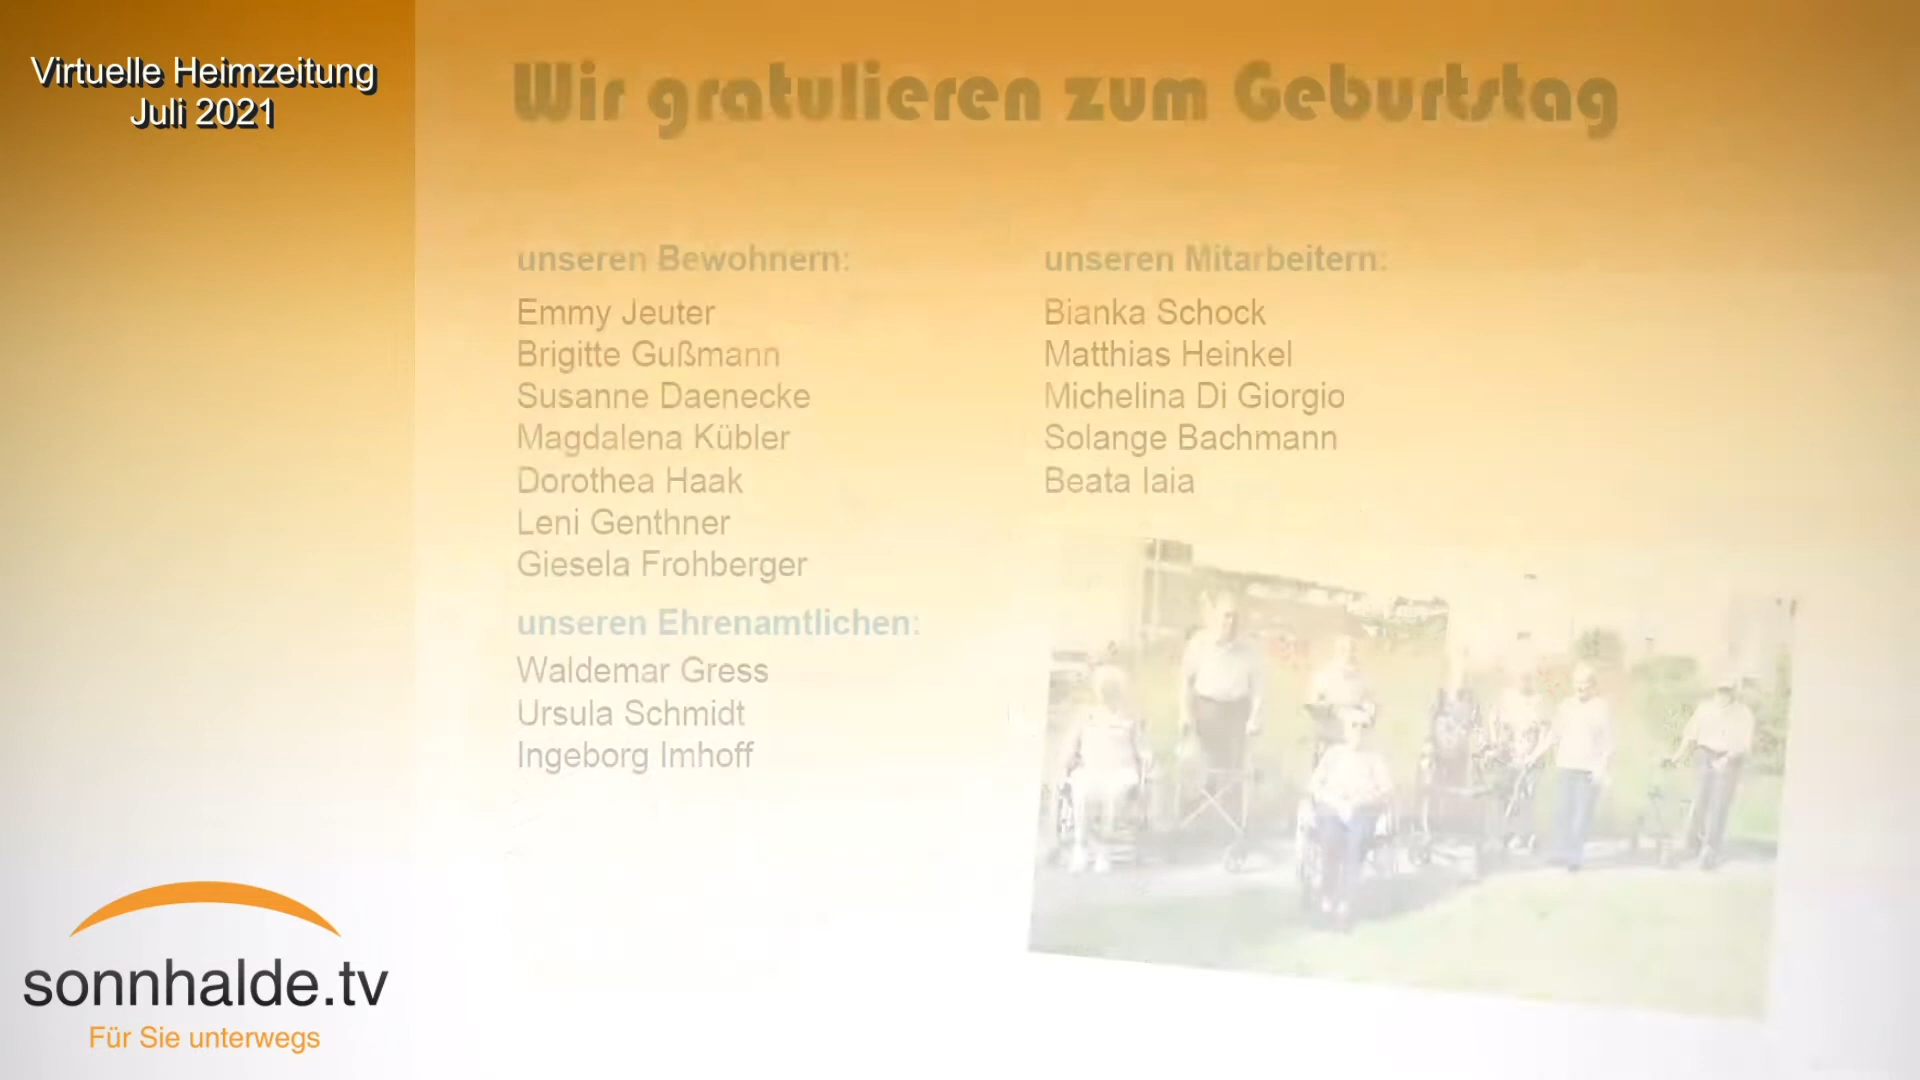 Virtuelle Heimzeitung
Juli 2021
Wir gratulieren zum Geburtstag
unseren Bewohnern:
Emmy Jeuter
Brigitte Gußmann
Susanne Daenecke
Magdalena Kübler
Dorothea Haak
Leni Genthner
Giesela Frohberger
unseren Ehrenamtlichen:
Waldemar Gress
Ursula Schmidt
Ingeborg Imhoff
unseren Mitarbeitern:
Bianka Schock
Matthias Heinkel
Michelina Di Giorgio
Solange Bachmann
Beata Iaia
sonnhalde.tv
Für Sie unterwegs